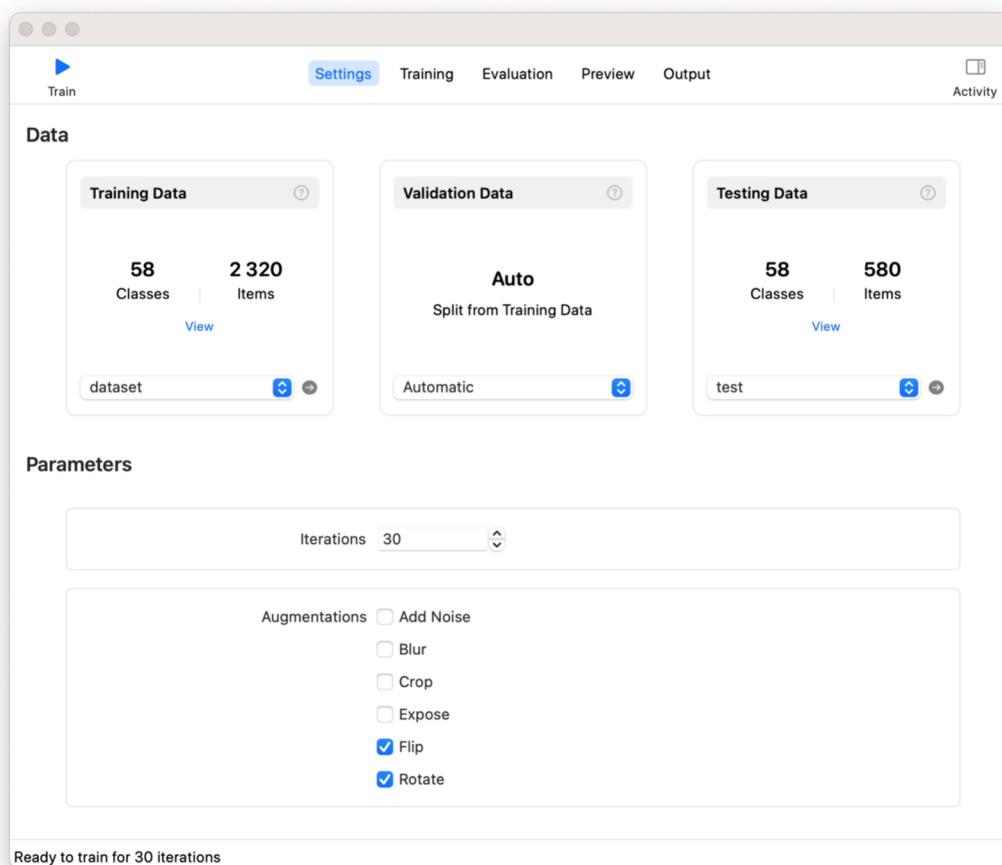 Train
Settings Training Evaluation Preview Output
Activity
Data
Training Data
58 2 320
Classes Items
View
dataset
Validation Data
Auto
Split from Training Data
Automatic
Testing Data
58 580
Classes Items
View
test
Parameters
Iterations 30
Augmentations Add Noise
Blur
Crop
Expose
Flip
Rotate
Ready to train for 30 iterations